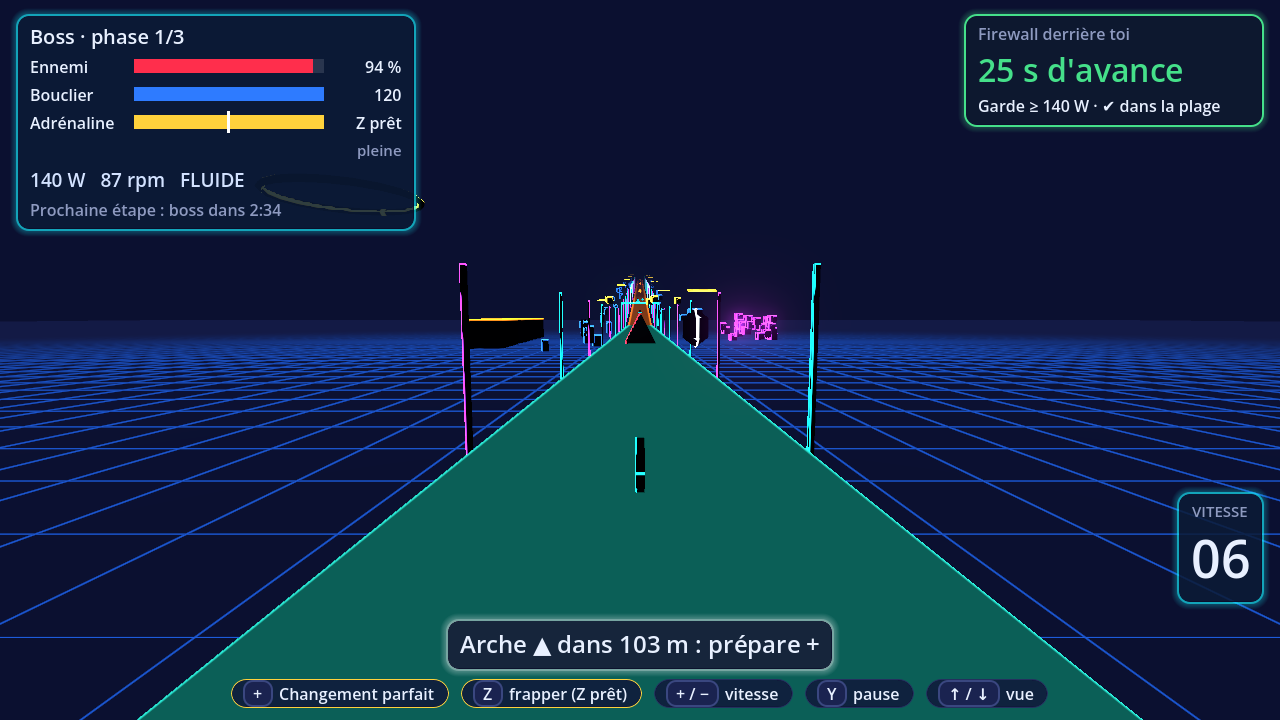 Boss · phase 1/3
Ennemi 94 %
Bouclier 120
Adrénaline Z prêt
pleine
140 W 87 rpm FLUIDE
Prochaine étape : boss dans 2:34
Firewall derrière toi
25 s d'avance
Garde ≥ 140 W · ✔ dans la plage
VITESSE
06
Arche ▲ dans 103 m : prépare +
+ Changement parfait Z frapper (Z prêt) + / − vitesse Y pause ↑ / ↓ vue